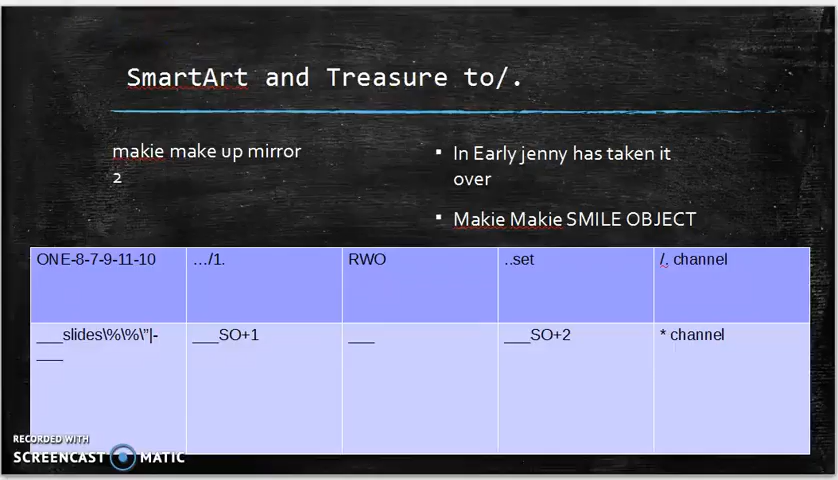 SmartArt and Treasure to/.
makie make up mirror
2
▪ In Early jenny has taken it
over
▪ Makie Makie SMILE OBJECT
ONE-8-7-9-11-10
…/1.
RWO
..set
/. channel
___slides\%\%\"|-
___
___SO+1
___
___SO+2
* channel
RECORDED WITH
SCREENCAST MATIC